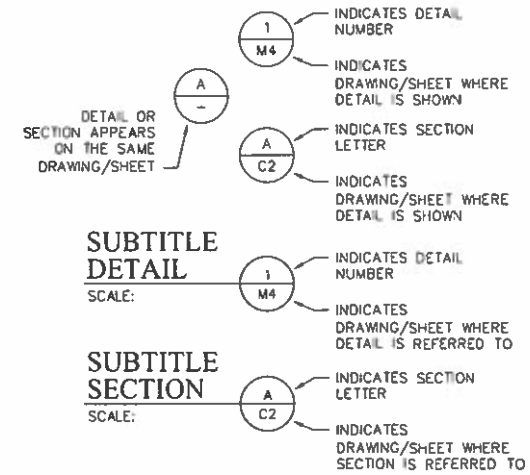 1
M4
INDICATES DETAIL
NUMBER
INDICATES
DRAWING/SHEET WHERE
DETAIL IS SHOWN
A
–
DETAIL OR
SECTION APPEARS
ON THE SAME
DRAWING/SHEET
A
C2
INDICATES SECTION
LETTER
INDICATES
DRAWING/SHEET WHERE
DETAIL IS SHOWN
SUBTITLE
DETAIL
SCALE:
1
M4
INDICATES DETAIL
NUMBER
INDICATES
DRAWING/SHEET WHERE
DETAIL IS REFERRED TO
SUBTITLE
SECTION
SCALE:
A
C2
INDICATES SECTION
LETTER
INDICATES
DRAWING/SHEET WHERE
SECTION IS REFERRED TO